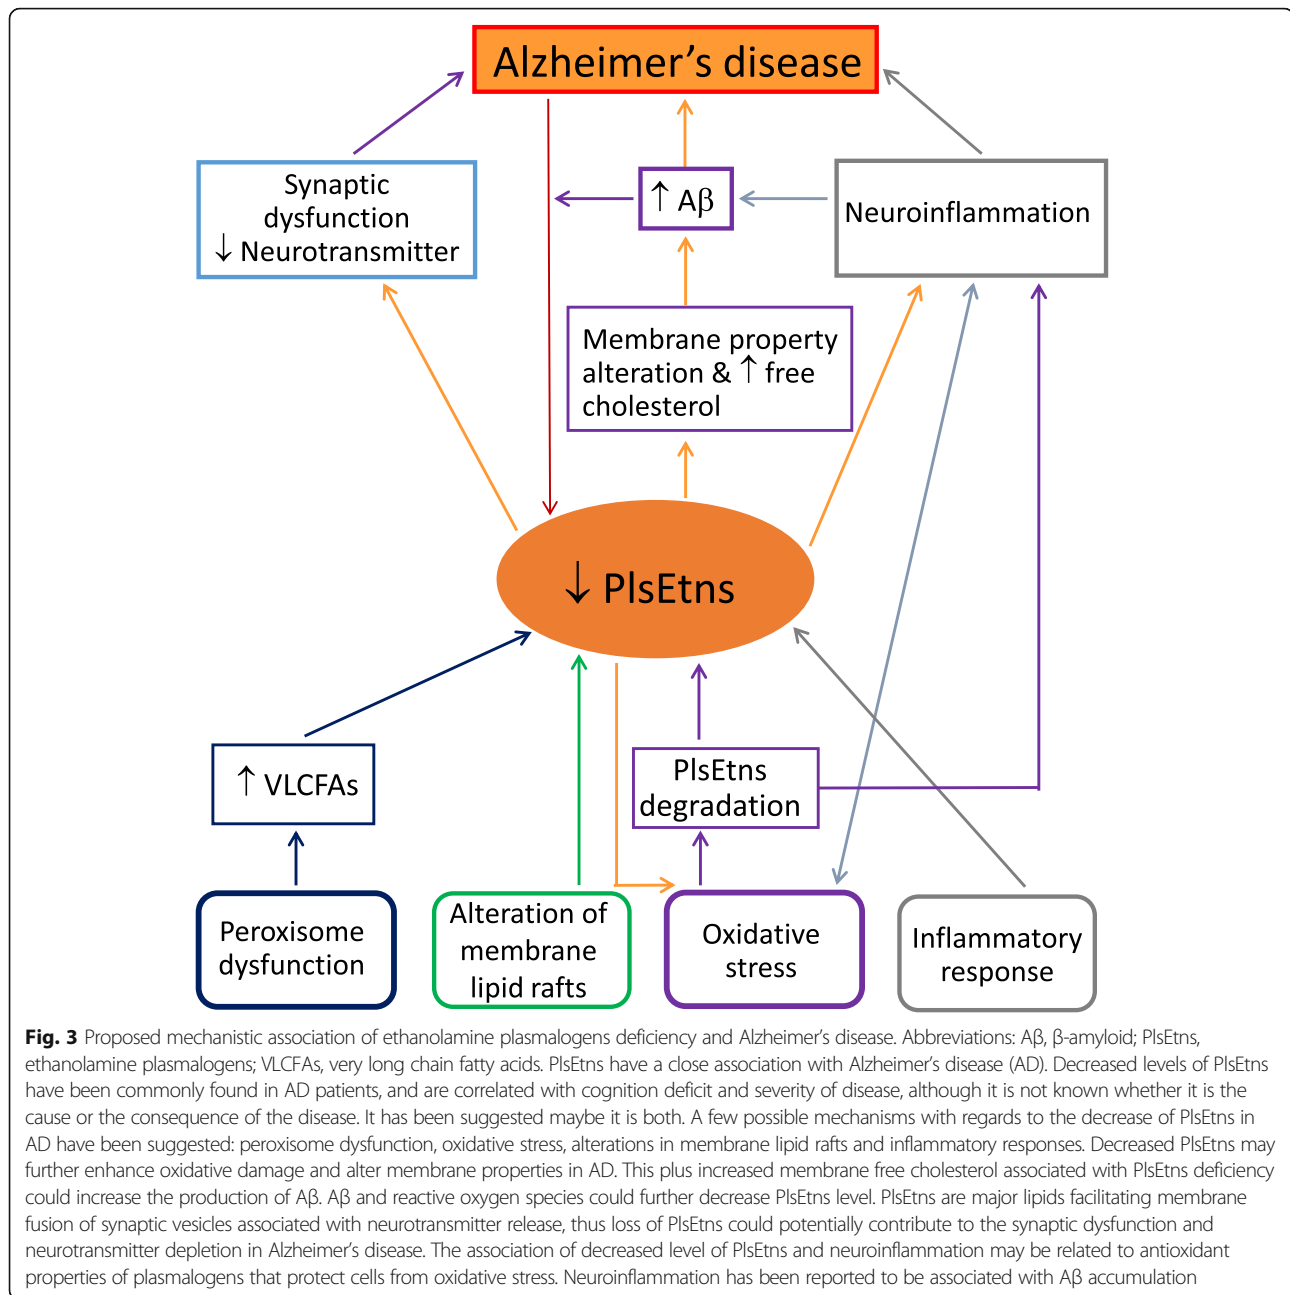 Alzheimer’s disease
Synaptic
dysfunction
↓ Neurotransmitter
↑ Aβ
Neuroinflammation
Membrane property
alteration & ↑ free
cholesterol
↓ PlsEtns
↑ VLCFAs
PlsEtns
degradation
Peroxisome
dysfunction
Alteration of
membrane
lipid rafts
Oxidative
stress
Inflammatory
response
Fig. 3 Proposed mechanistic association of ethanolamine plasmalogens deficiency and Alzheimer’s disease. Abbreviations: Aβ, β-amyloid; PlsEtns,
ethanolamine plasmalogens; VLCFAs, very long chain fatty acids. PlsEtns have a close association with Alzheimer’s disease (AD). Decreased levels of PlsEtns
have been commonly found in AD patients, and are correlated with cognition deficit and severity of disease, although it is not known whether it is the
cause or the consequence of the disease. It has been suggested maybe it is both. A few possible mechanisms with regards to the decrease of PlsEtns in
AD have been suggested: peroxisome dysfunction, oxidative stress, alterations in membrane lipid rafts and inflammatory responses. Decreased PlsEtns may
further enhance oxidative damage and alter membrane properties in AD. This plus increased membrane free cholesterol associated with PlsEtns deficiency
could increase the production of Aβ. Aβ and reactive oxygen species could further decrease PlsEtns level. PlsEtns are major lipids facilitating membrane
fusion of synaptic vesicles associated with neurotransmitter release, thus loss of PlsEtns could potentially contribute to the synaptic dysfunction and
neurotransmitter depletion in Alzheimer’s disease. The association of decreased level of PlsEtns and neuroinflammation may be related to antioxidant
properties of plasmalogens that protect cells from oxidative stress. Neuroinflammation has been reported to be associated with Aβ accumulation